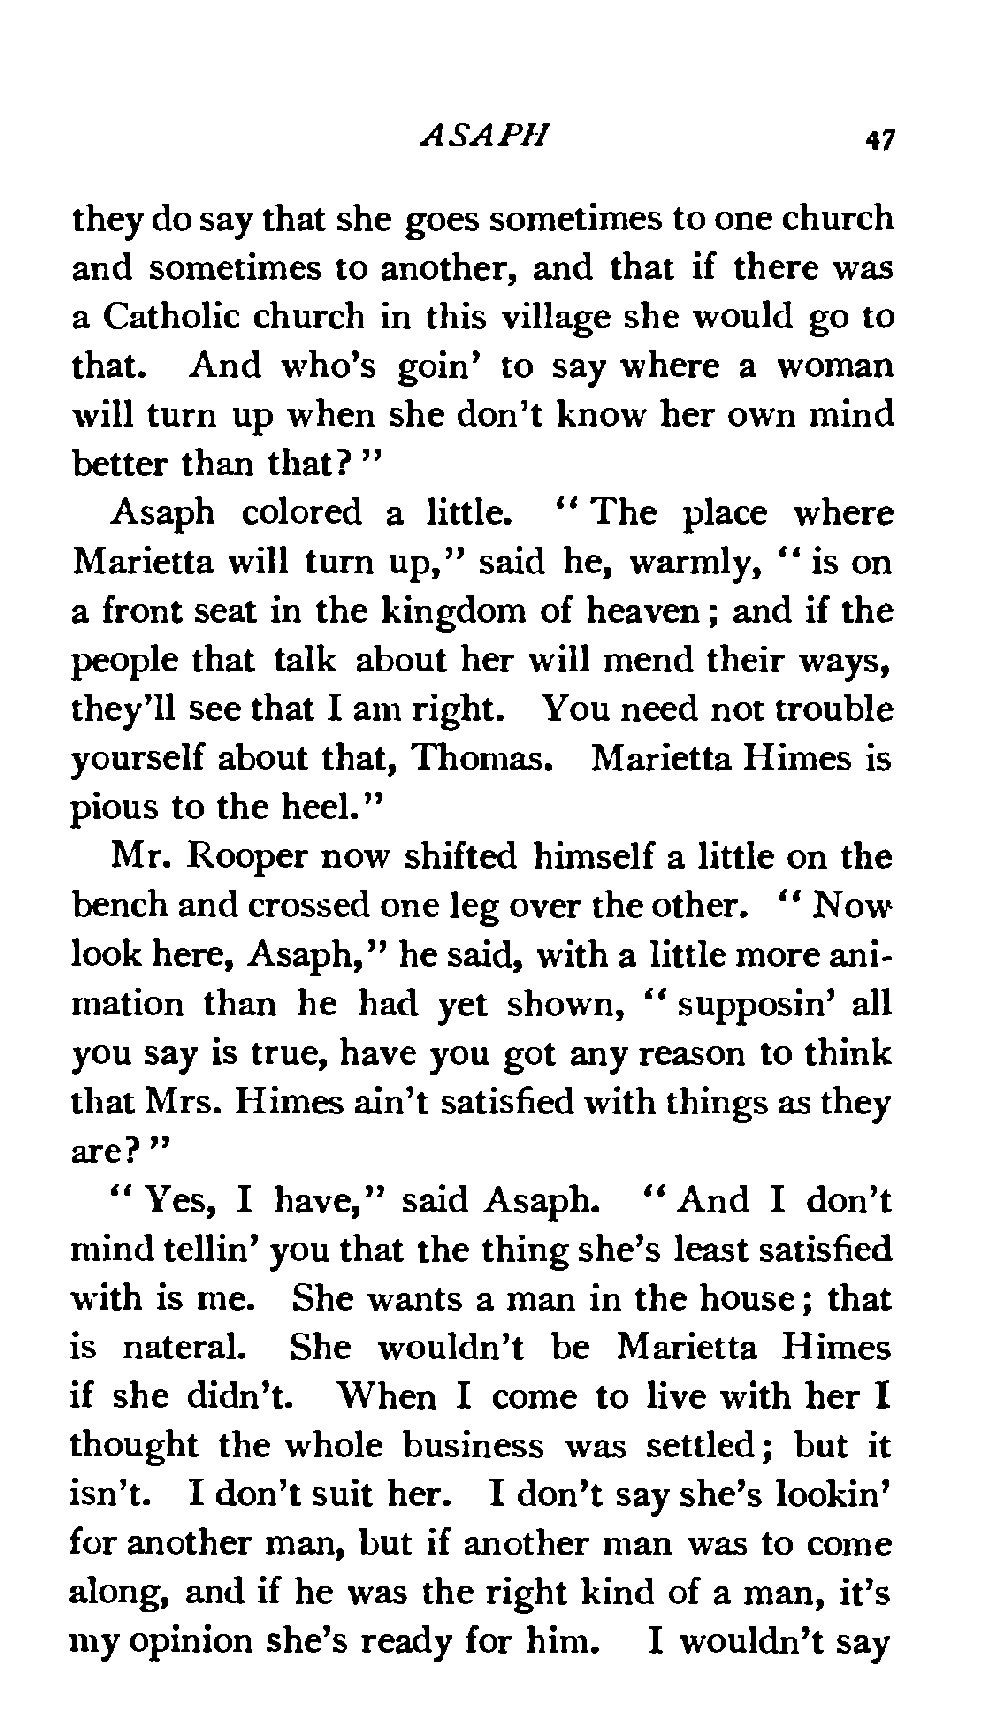 ASAPH 47
they do say that she goes sometimes to one church
and sometimes to another, and that if there was
a Catholic church in this village she would go to
that. And who's goin' to say where a woman
will turn up when she don't know her own mind
better than that?"
Asaph colored a little. "The place where
Marietta will turn up," said he, warmly, "is on
a front seat in the kingdom of heaven; and if the
people that talk about her will mend their ways,
they'll see that I am right. You need not trouble
yourself about that, Thomas. Marietta Himes is
pious to the heel."
Mr. Rooper now shifted himself a little on the
bench and crossed one leg over the other. "Now
look here, Asaph," he said, with a little more ani-
mation than he had yet shown, "supposin' all
you say is true, have you got any reason to think
that Mrs. Himes ain't satisfied with things as they
are?"
"Yes, I have," said Asaph. "And I don't
mind tellin' you that the thing she's least satisfied
with is me. She wants a man in the house; that
is nateral. She wouldn't be Marietta Himes
if she didn't. When I come to live with her I
thought the whole business was settled; but it
isn't. I don't suit her. I don't say she's lookin'
for another man, but if another man was to come
along, and if he was the right kind of a man, it's
my opinion she's ready for him. I wouldn't say